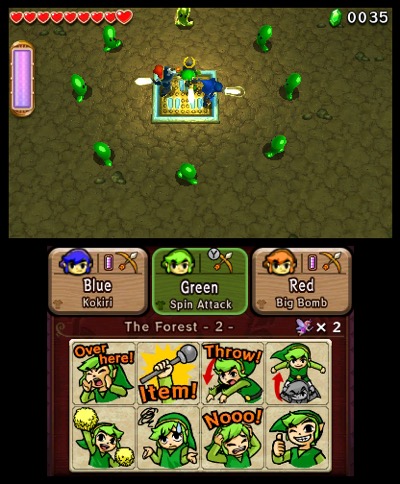 0035
Blue
Kokiri
Y
Green
Spin Attack
Red
Big Bomb
The Forest - 2 -
× 2
Over here!
Item!
Throw!
Nooo!